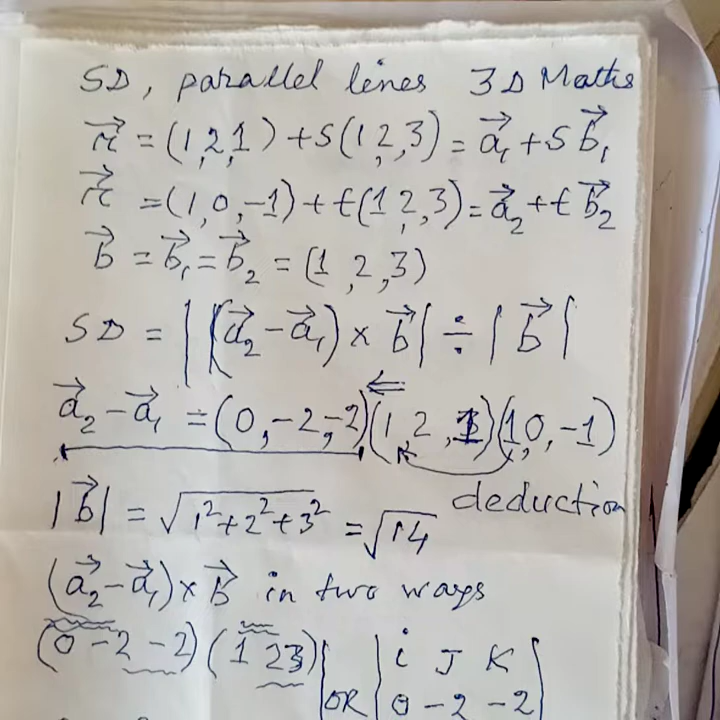 SD, parallel lines 3D Maths
r⃗ = (1,2,1) + S(1,2,3) = a⃗₁ + S b⃗₁
r⃗ = (1,0,-1) + t(1 2,3) = a⃗₂ + t b⃗₂
b⃗ = b⃗₁ = b⃗₂ = (1,2,3)
SD = |(a⃗₂ - a⃗₁) × b⃗| ÷ |b⃗|
a⃗₂ - a⃗₁ = (0,-2,-2) ⇐ (1,2,1)(1,0,-1)
deduction
|b⃗| = √1²+2²+3² = √14
(a⃗₂ - a⃗₁) × b⃗ in two ways
(0 -2 -2) (1 23) | OR | i J K
0 -2 -2 |